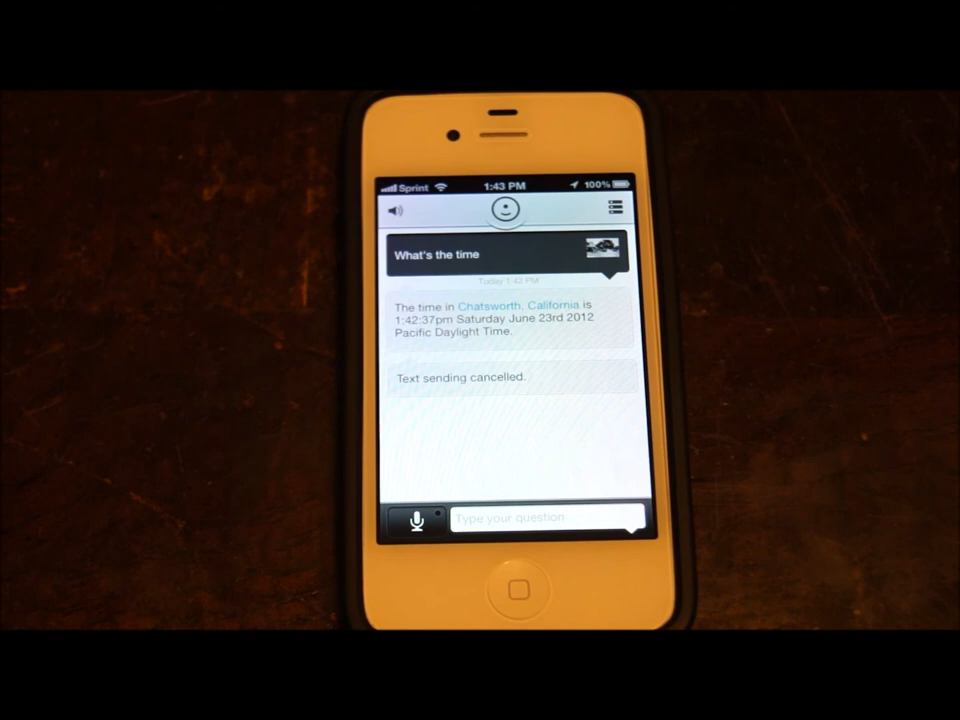 Sprint 1:43 PM 100%
What's the time
Today 1:42 PM
The time in Chatsworth, California is
1:42:37pm Saturday June 23rd 2012
Pacific Daylight Time.
Text sending cancelled.
Type your question